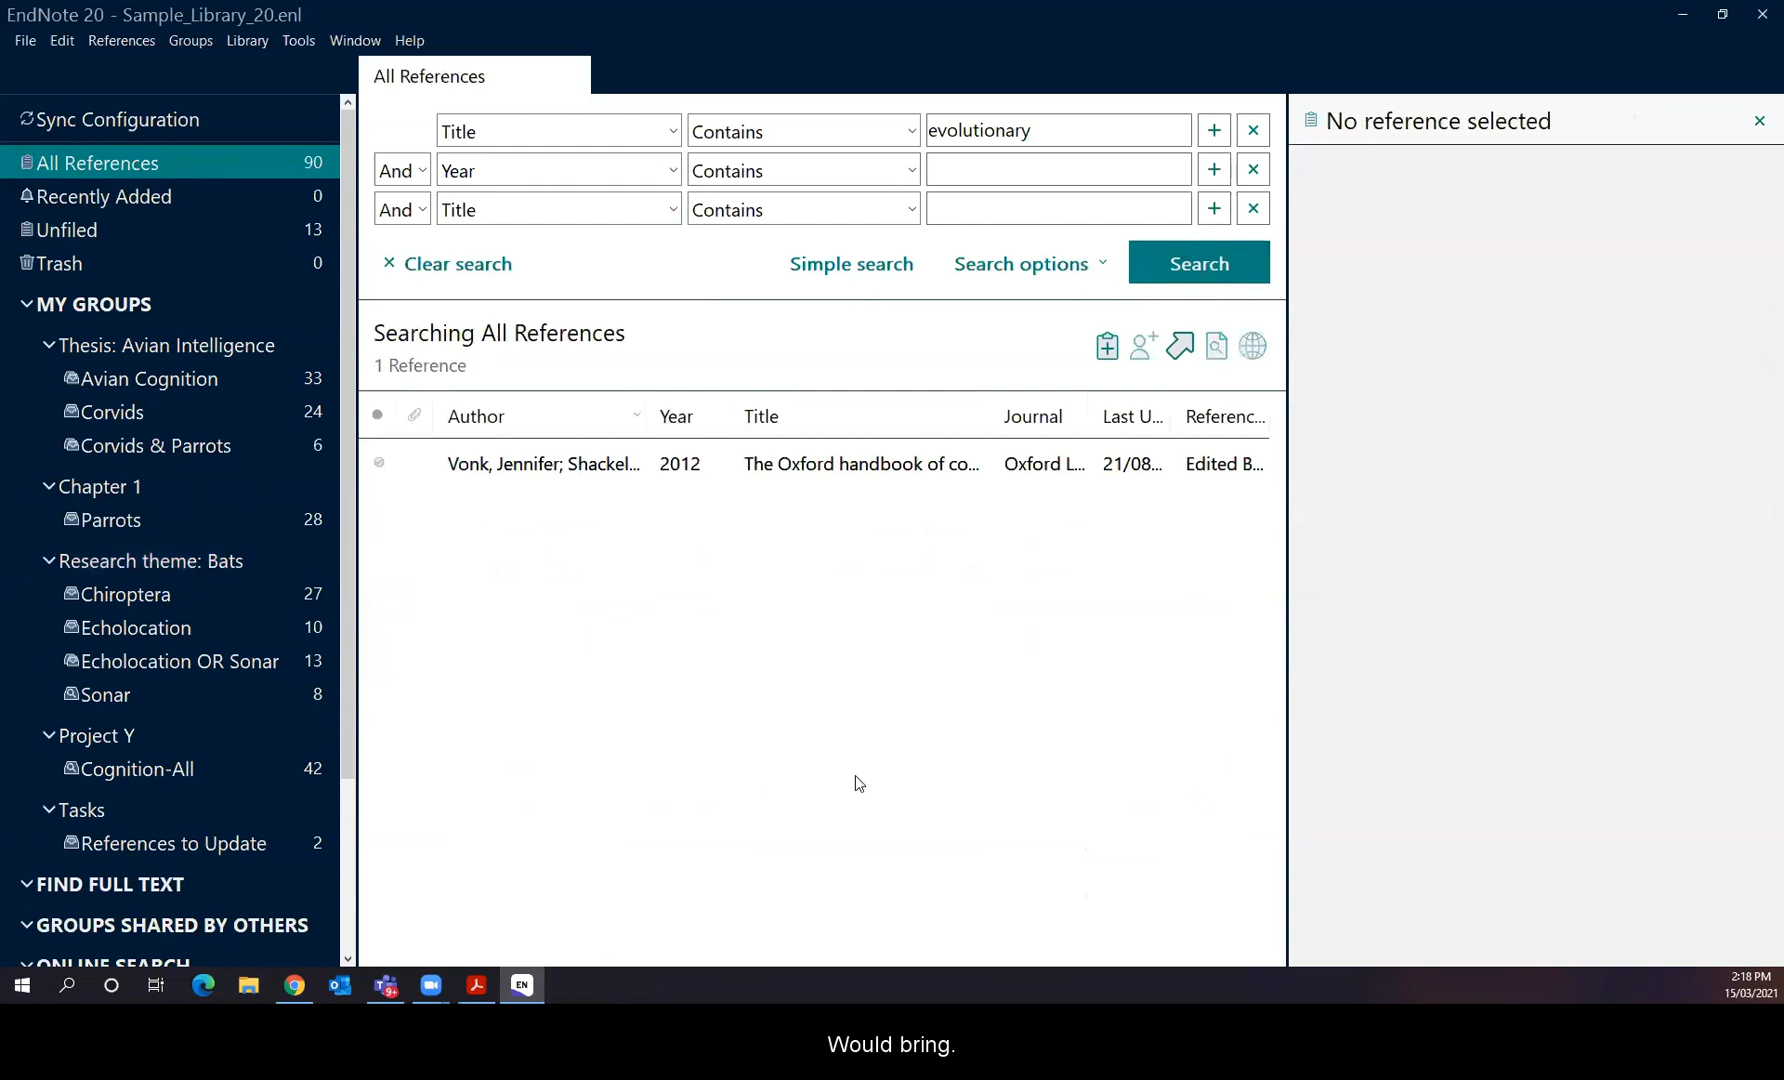 EndNote 20 - Sample_Library_20.enl
File Edit References Groups Library Tools Window Help
All References
Sync Configuration
All References 90
Recently Added 0
Unfiled 13
Trash 0
MY GROUPS
Thesis: Avian Intelligence
Avian Cognition 33
Corvids 24
Corvids & Parrots 6
Chapter 1
Parrots 28
Research theme: Bats
Chiroptera 27
Echolocation 10
Echolocation OR Sonar 13
Sonar 8
Project Y
Cognition-All 42
Tasks
References to Update 2
FIND FULL TEXT
GROUPS SHARED BY OTHERS
ONLINE SEARCH
Title Contains evolutionary
And Year Contains
And Title Contains
Clear search Simple search Search options Search
Searching All References
1 Reference
Author Year Title Journal Last U... Referenc...
Vonk, Jennifer; Shackel... 2012 The Oxford handbook of co... Oxford L... 21/08... Edited B...
No reference selected
9+
EN
2:18 PM
15/03/2021
Would bring.